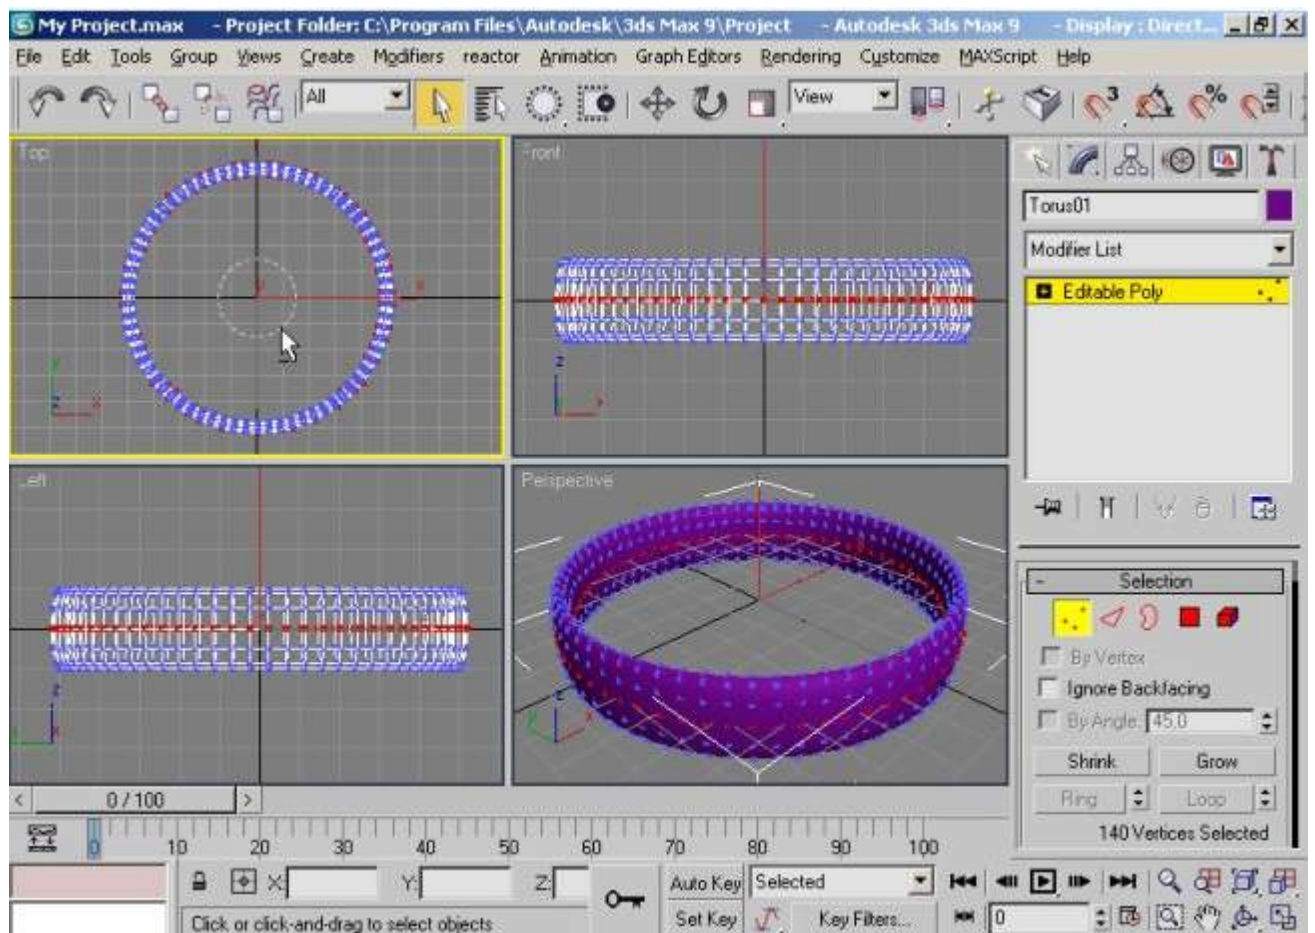 My Project.max - Project Folder: C:\Program Files\Autodesk\3ds Max 9\Project - Autodesk 3ds Max 9 - Display : Direct...
File Edit Tools Group Views Create Modifiers reactor Animation Graph Editors Rendering Customize MAXScript Help
All View 3 %
Top Front
Torus01
Modifier List
Editable Poly
y x
z
y z x x
Left Perspective
Selection
By Vertex
Ignore Backfacing
By Angle: 45.0
z z
x y x
Shrink Grow
0 / 100
Ring Loop
140 Vertices Selected
0 10 20 30 40 50 60 70 80 90 100
X: Y: Z: Auto Key Selected
Click or click-and-drag to select objects Set Key Key Filters... 0